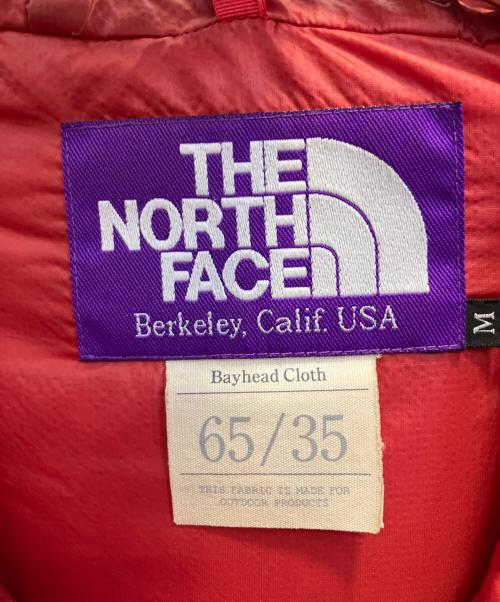 THE
NORTH
FACE
Berkeley, Calif. USA
M
Bayhead Cloth
65/35
THIS FABRIC IS MADE FOR
OUTDOOR PRODUCTS